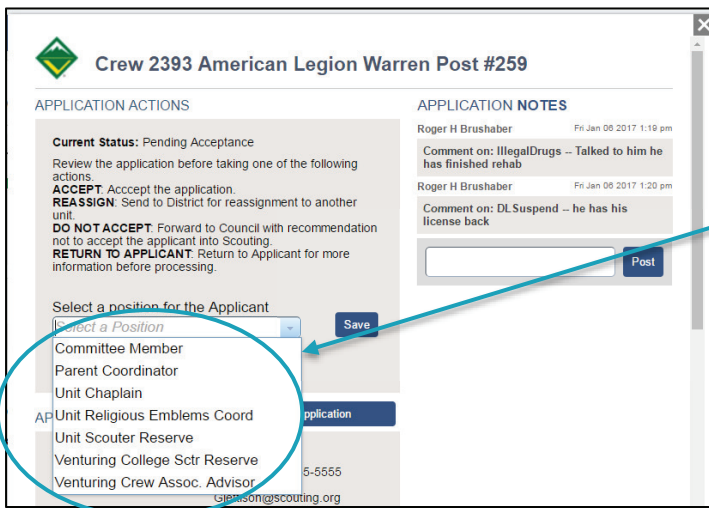 Crew 2393 American Legion Warren Post #259
APPLICATION ACTIONS
Current Status: Pending Acceptance
Review the application before taking one of the following
actions.
ACCEPT: Acccept the application.
REASSIGN: Send to District for reassignment to another
unit.
DO NOT ACCEPT: Forward to Council with recommendation
not to accept the applicant into Scouting.
RETURN TO APPLICANT: Return to Applicant for more
information before processing.
Select a position for the Applicant
Select a Position
Save
Committee Member
Parent Coordinator
Unit Chaplain
Unit Religious Emblems Coord
Unit Scouter Reserve
Venturing College Sctr Reserve
Venturing Crew Assoc. Advisor
AP
pplication
5-5555
@scouting.org
APPLICATION NOTES
Roger H Brushaber Fri Jan 06 2017 1:19 pm
Comment on: IllegalDrugs -- Talked to him he
has finished rehab
Roger H Brushaber Fri Jan 06 2017 1:20 pm
Comment on: DLSuspend -- he has his
license back
Post